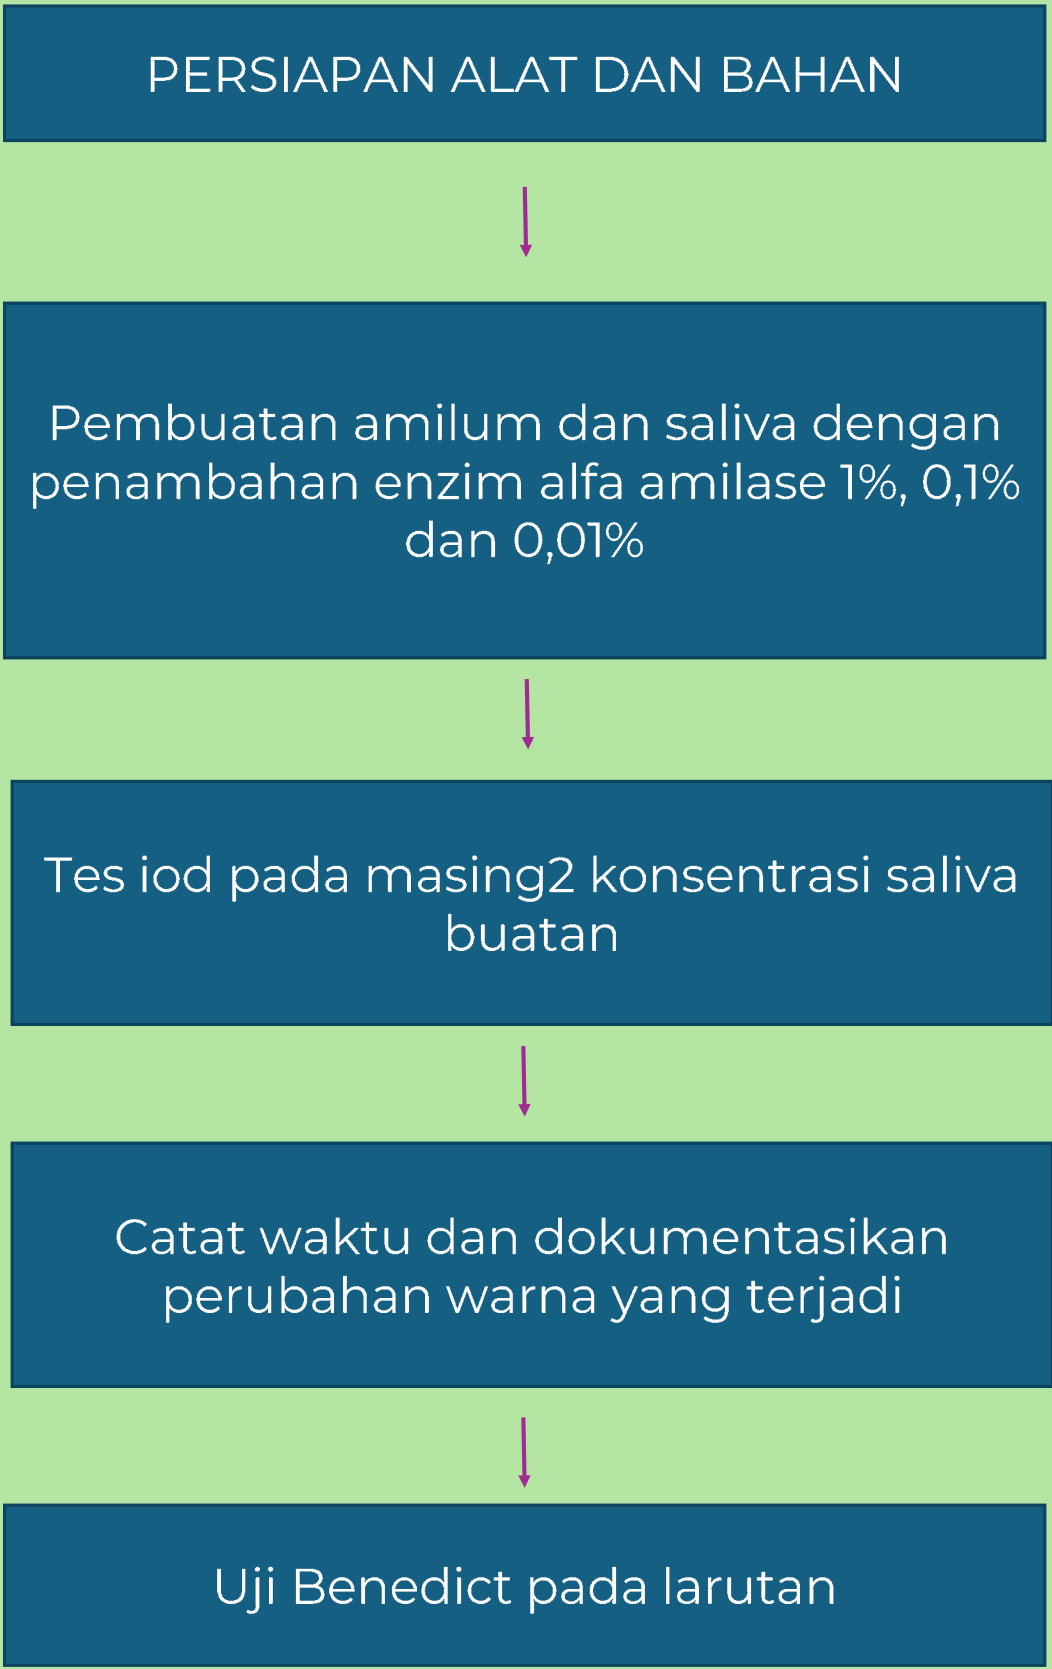 PERSIAPAN ALAT DAN BAHAN
Pembuatan amilum dan saliva dengan
penambahan enzim alfa amilase 1%, 0,1%
dan 0,01%
Tes iod pada masing2 konsentrasi saliva
buatan
Catat waktu dan dokumentasikan
perubahan warna yang terjadi
Uji Benedict pada larutan